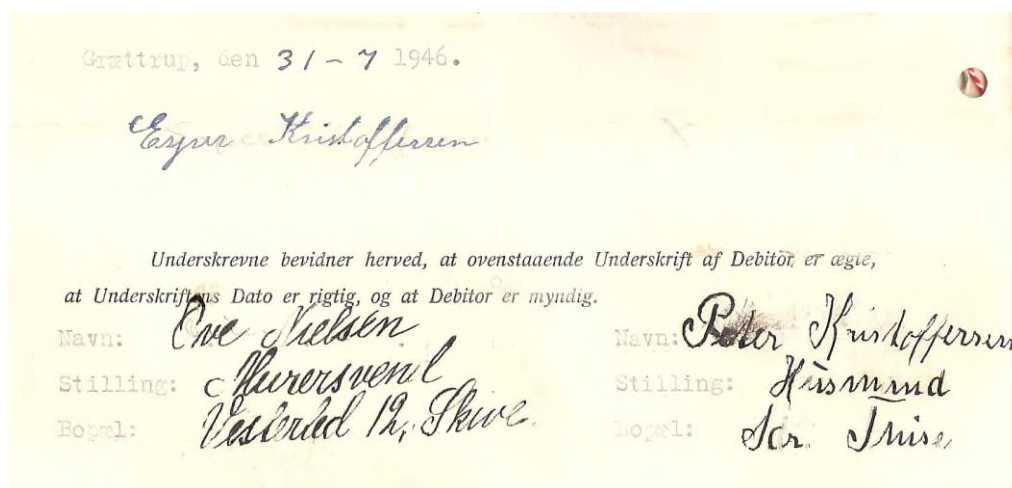 Grættrup, den 31-7 1946.
Esper Kristoffersen
Underskrevne bevidner herved, at ovenstaaende Underskrift af Debitor er ægte,
at Underskriftens Dato er rigtig, og at Debitor er myndig.
Navn: Ove Nielsen
Stilling: Murersvend
Bopæl: Vesterled 12, Skive.
Navn: Peter Kristoffersen
Stilling: Husmand
Bopæl: Sdr. Thise